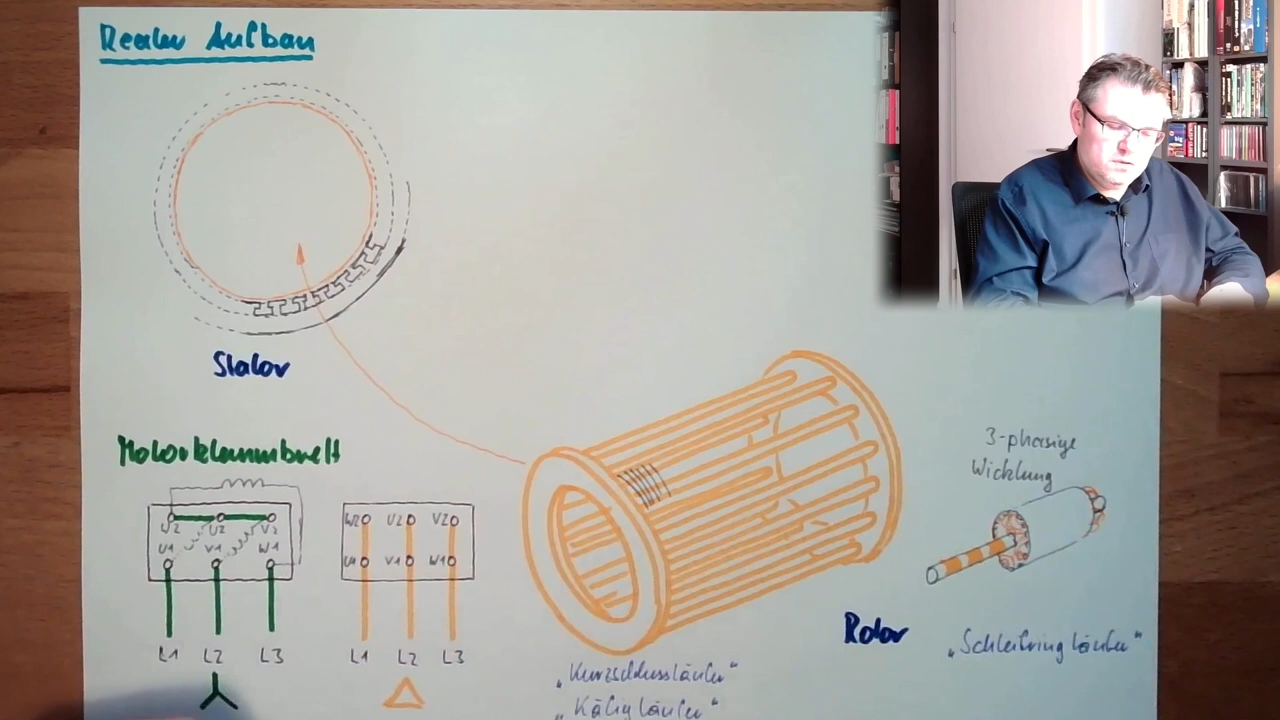 Realer Aufbau
Stator
Motorklemmbrett
W2 U2 V2
U1 V1 W1
L1 L2 L3
W2 U2 V2
U1 V1 W1
L1 L2 L3
„Kurzschlussläufer“
„Käfigläufer“
Rotor
3-phasige
Wicklung
„Schleifringläufer“